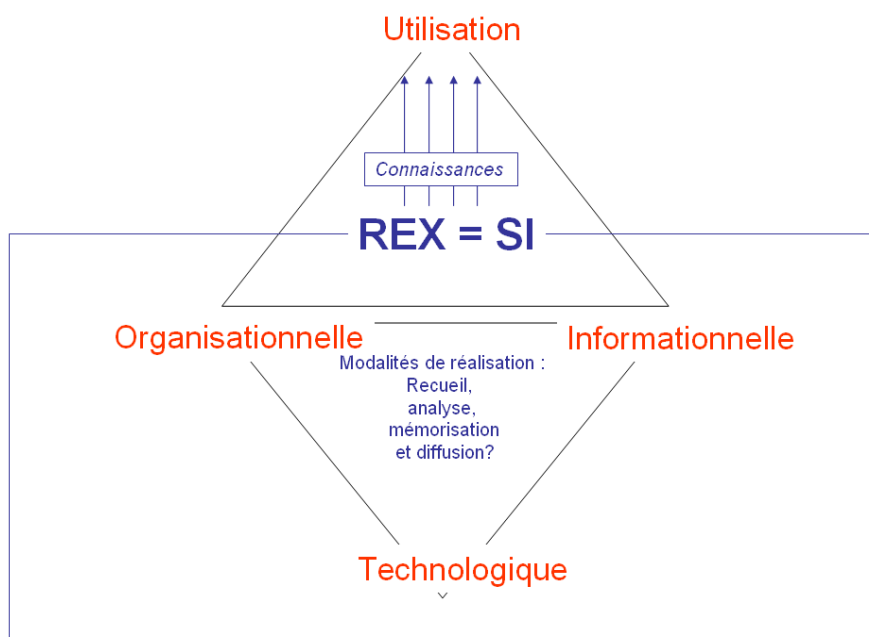 Utilisation
Connaissances
REX = SI
Organisationnelle
Informationnelle
Modalités de réalisation :
Recueil,
analyse,
mémorisation
et diffusion?
Technologique